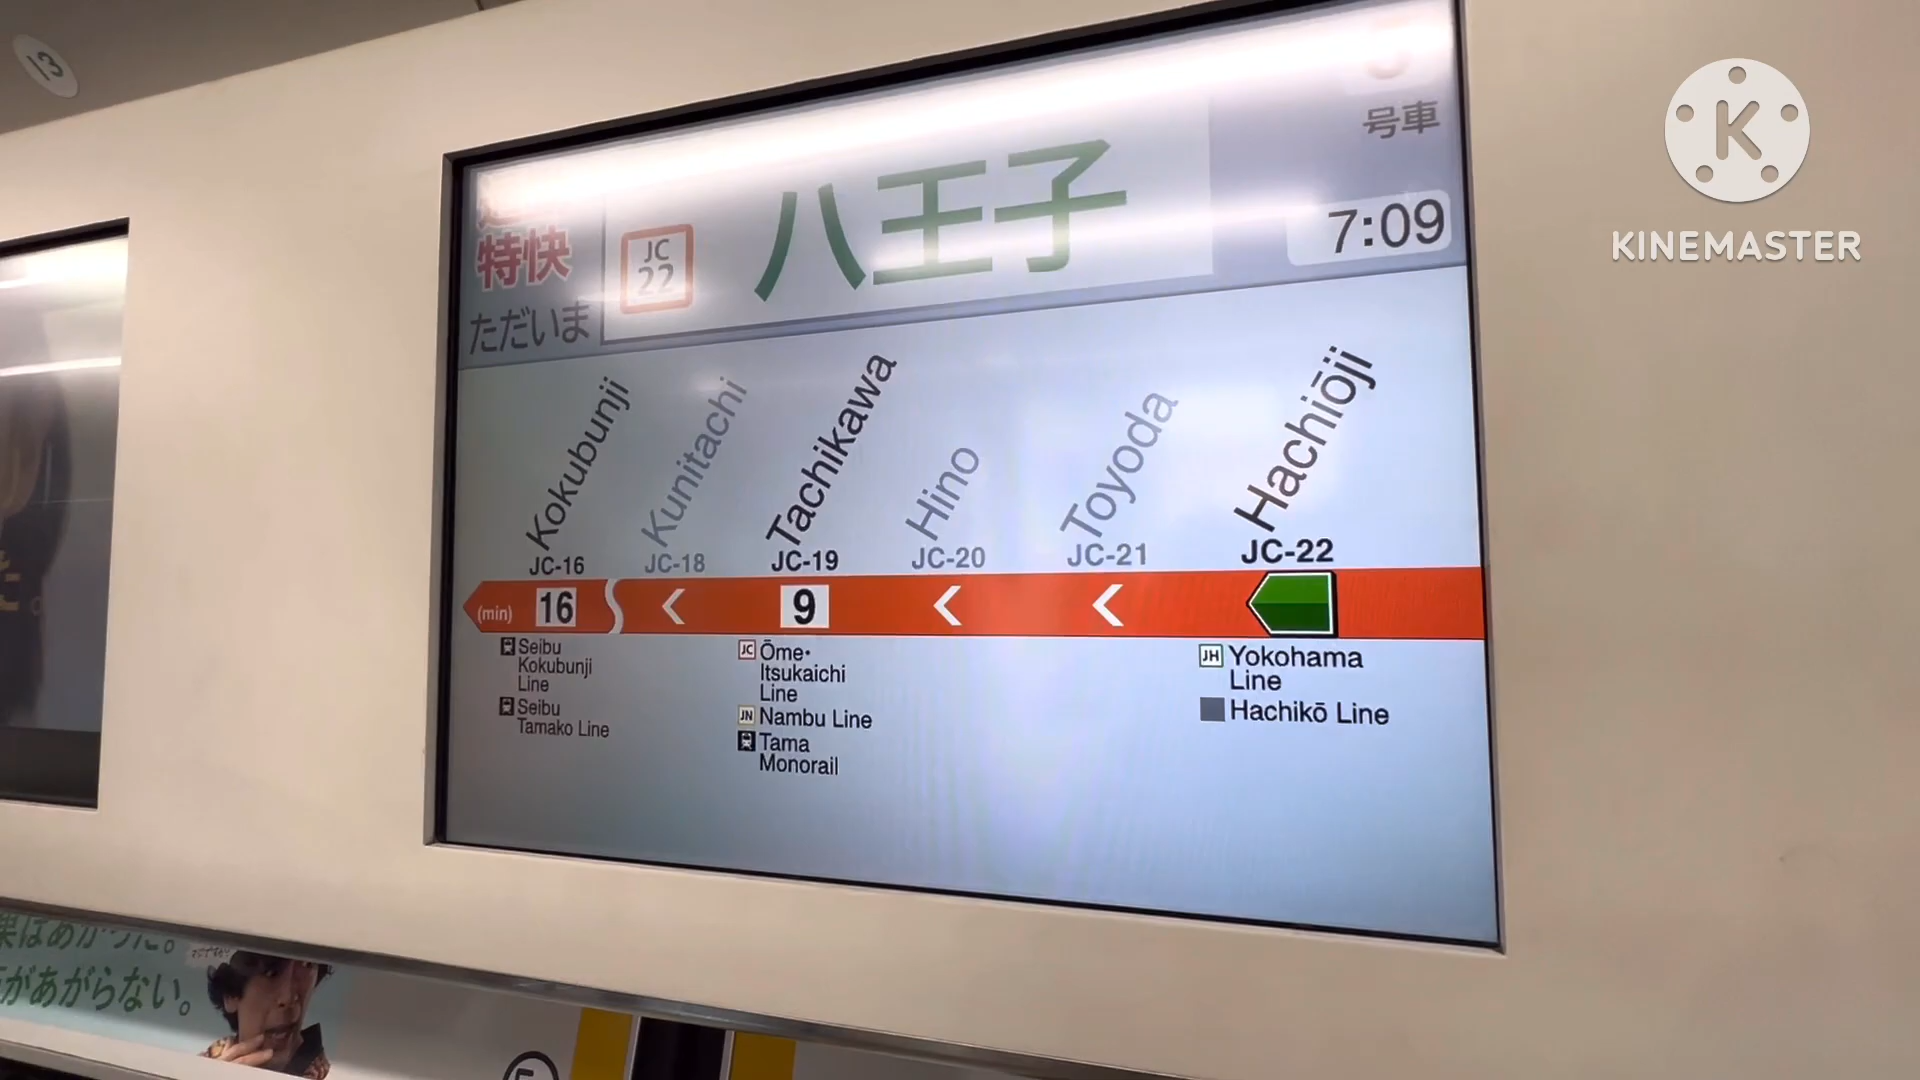 13
号車
特快
JC
22
八王子
7:09
ただいま
Kokubunji
Kunitachi
Tachikawa
Hino
Toyoda
Hachiōji
JC-16
JC-18
JC-19
JC-20
JC-21
JC-22
(min)
16
9
Seibu
Kokubunji
Line
Seibu
Tamako Line
JC Ōme・
Itsukaichi
Line
JN Nambu Line
Tama
Monorail
JH Yokohama
Line
Hachikō Line
K
KINEMASTER
があがらない。